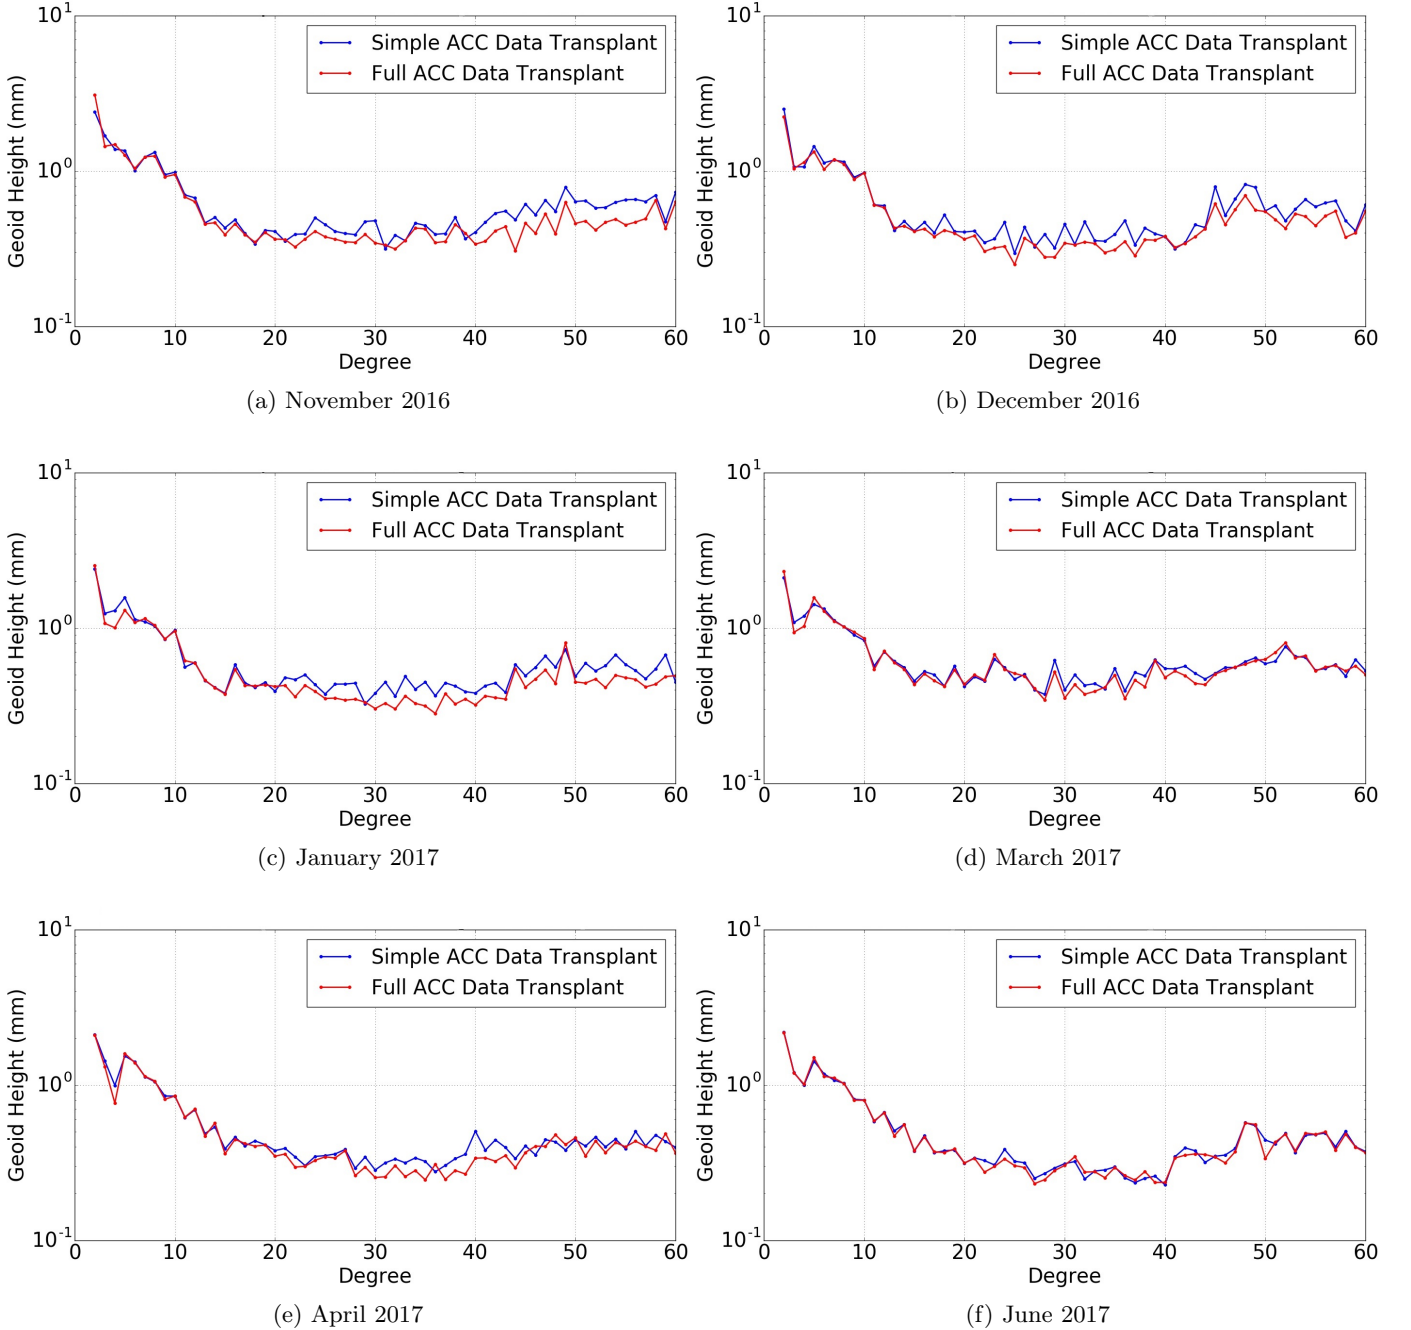 10^1
10^0
10^-1
Geoid Height (mm)
Simple ACC Data Transplant
Full ACC Data Transplant
0 10 20 30 40 50 60
Degree
(a) November 2016
10^1
10^0
10^-1
Geoid Height (mm)
Simple ACC Data Transplant
Full ACC Data Transplant
0 10 20 30 40 50 60
Degree
(b) December 2016
10^1
10^0
10^-1
Geoid Height (mm)
Simple ACC Data Transplant
Full ACC Data Transplant
0 10 20 30 40 50 60
Degree
(c) January 2017
10^1
10^0
10^-1
Geoid Height (mm)
Simple ACC Data Transplant
Full ACC Data Transplant
0 10 20 30 40 50 60
Degree
(d) March 2017
10^1
10^0
10^-1
Geoid Height (mm)
Simple ACC Data Transplant
Full ACC Data Transplant
0 10 20 30 40 50 60
Degree
(e) April 2017
10^1
10^0
10^-1
Geoid Height (mm)
Simple ACC Data Transplant
Full ACC Data Transplant
0 10 20 30 40 50 60
Degree
(f) June 2017